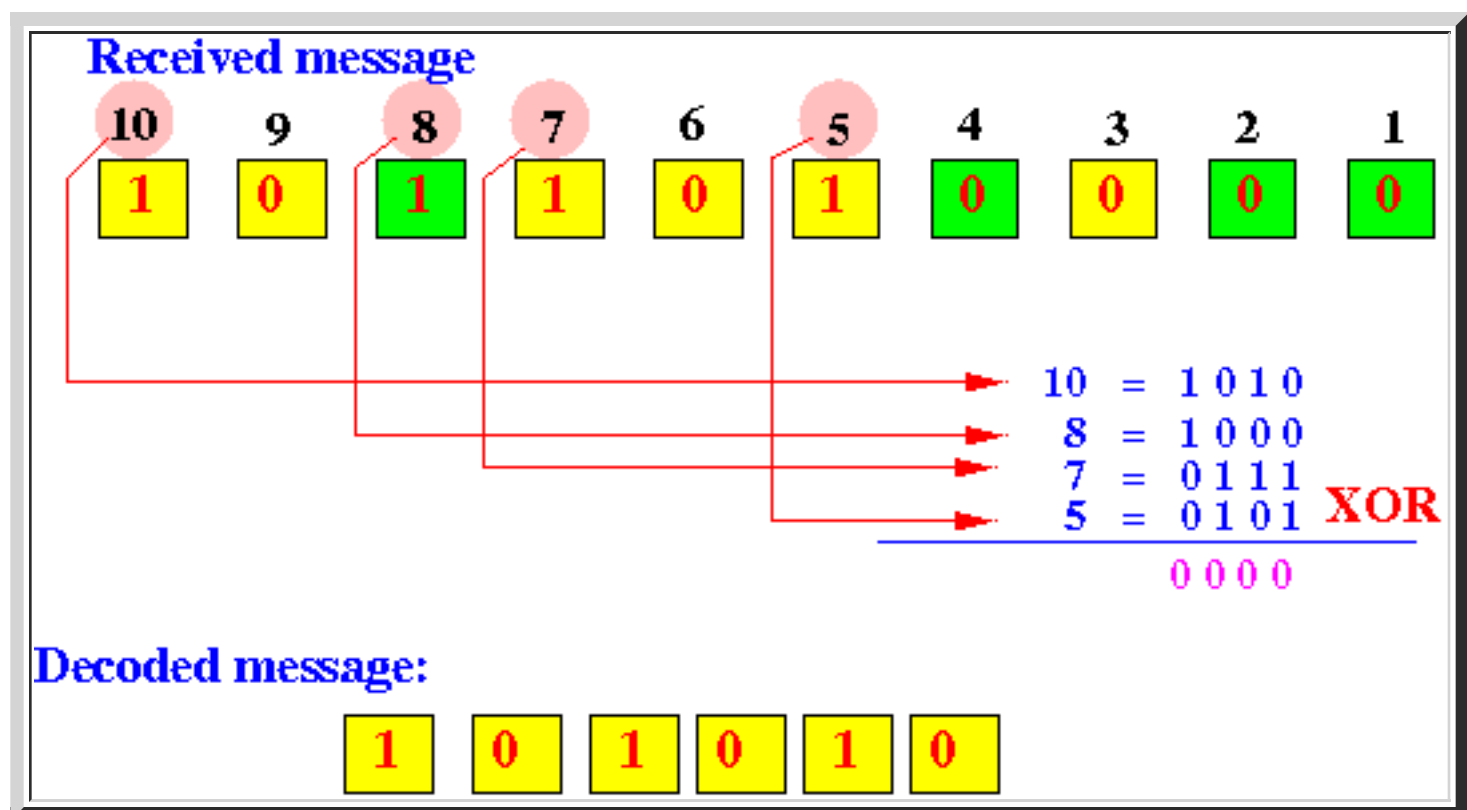 Received message
10 9 8 7 6 5 4 3 2 1
1 0 1 1 0 1 0 0 0 0
10 = 1 0 1 0
8 = 1 0 0 0
7 = 0 1 1 1
5 = 0 1 0 1 XOR
0 0 0 0
Decoded message:
1 0 1 0 1 0